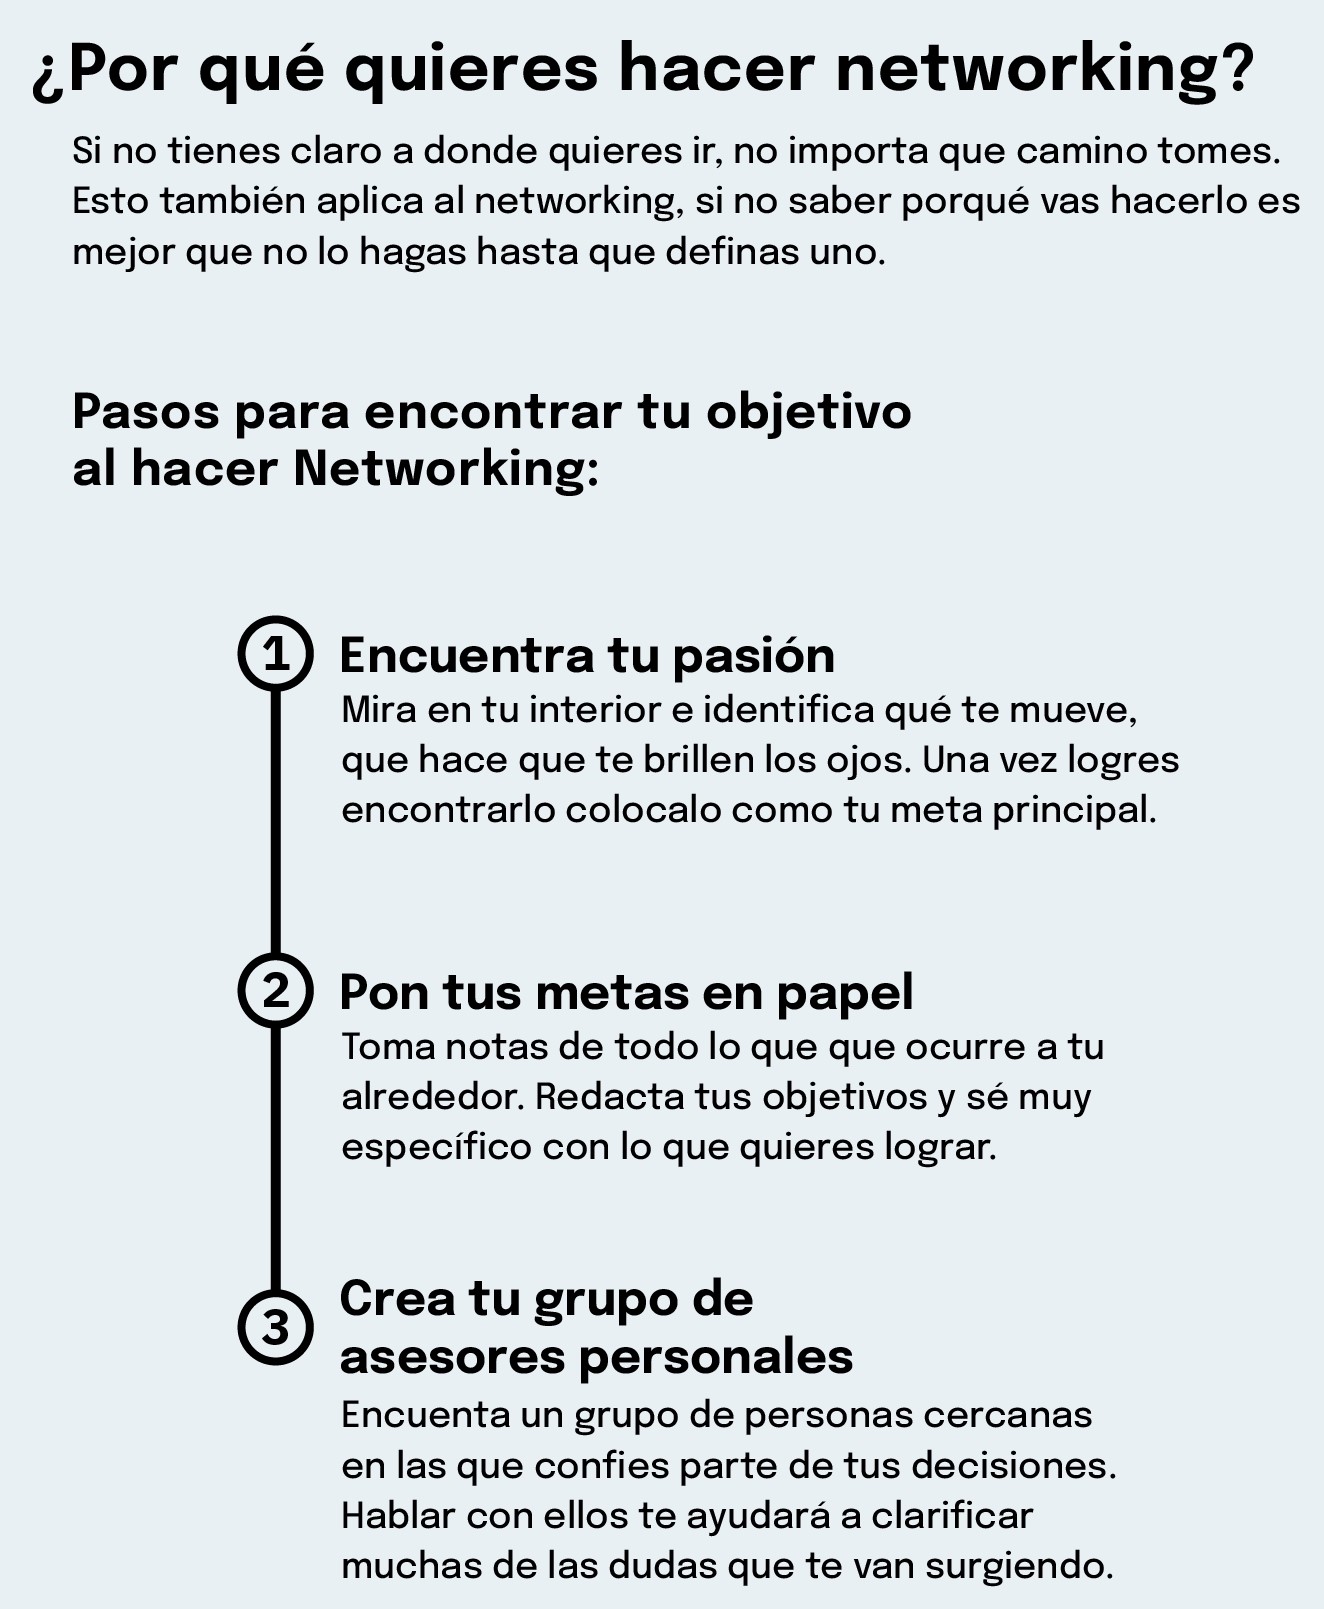 ¿Por qué quieres hacer networking?
Si no tienes claro a donde quieres ir, no importa que camino tomes.
Esto también aplica al networking, si no saber porqué vas hacerlo es
mejor que no lo hagas hasta que definas uno.
Pasos para encontrar tu objetivo
al hacer Networking:
1 Encuentra tu pasión
Mira en tu interior e identifica qué te mueve,
que hace que te brillen los ojos. Una vez logres
encontrarlo colocalo como tu meta principal.
2 Pon tus metas en papel
Toma notas de todo lo que que ocurre a tu
alrededor. Redacta tus objetivos y sé muy
específico con lo que quieres lograr.
3 Crea tu grupo de
asesores personales
Encuenta un grupo de personas cercanas
en las que confies parte de tus decisiones.
Hablar con ellos te ayudará a clarificar
muchas de las dudas que te van surgiendo.